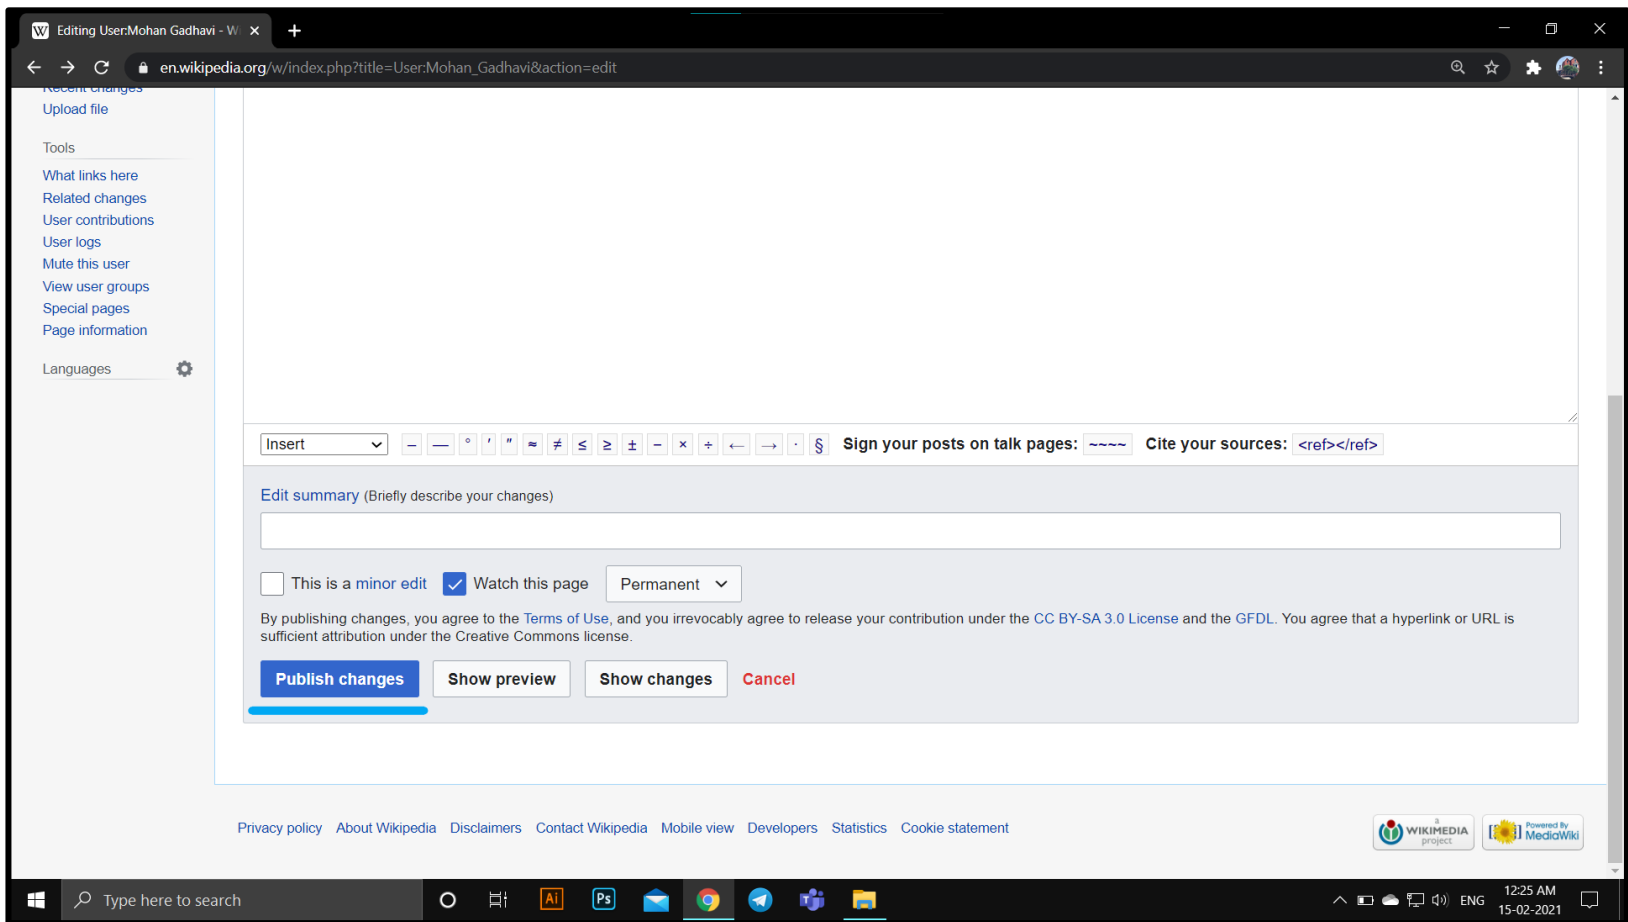 Editing User:Mohan Gadhavi - W
en.wikipedia.org/w/index.php?title=User:Mohan_Gadhavi&action=edit
Recent changes
Upload file
Tools
What links here
Related changes
User contributions
User logs
Mute this user
View user groups
Special pages
Page information
Languages
Insert – — ° ′ ″ ≈ ≠ ≤ ≥ ± − × ÷ ← → · § Sign your posts on talk pages: ~~~~ Cite your sources: <ref></ref>
Edit summary (Briefly describe your changes)
This is a minor edit Watch this page Permanent
By publishing changes, you agree to the Terms of Use, and you irrevocably agree to release your contribution under the CC BY-SA 3.0 License and the GFDL. You agree that a hyperlink or URL is
sufficient attribution under the Creative Commons license.
Publish changes Show preview Show changes Cancel
Privacy policy About Wikipedia Disclaimers Contact Wikipedia Mobile view Developers Statistics Cookie statement
a
WIKIMEDIA
project
Powered By
MediaWiki
Type here to search
Ai
Ps
ENG
12:25 AM
15-02-2021